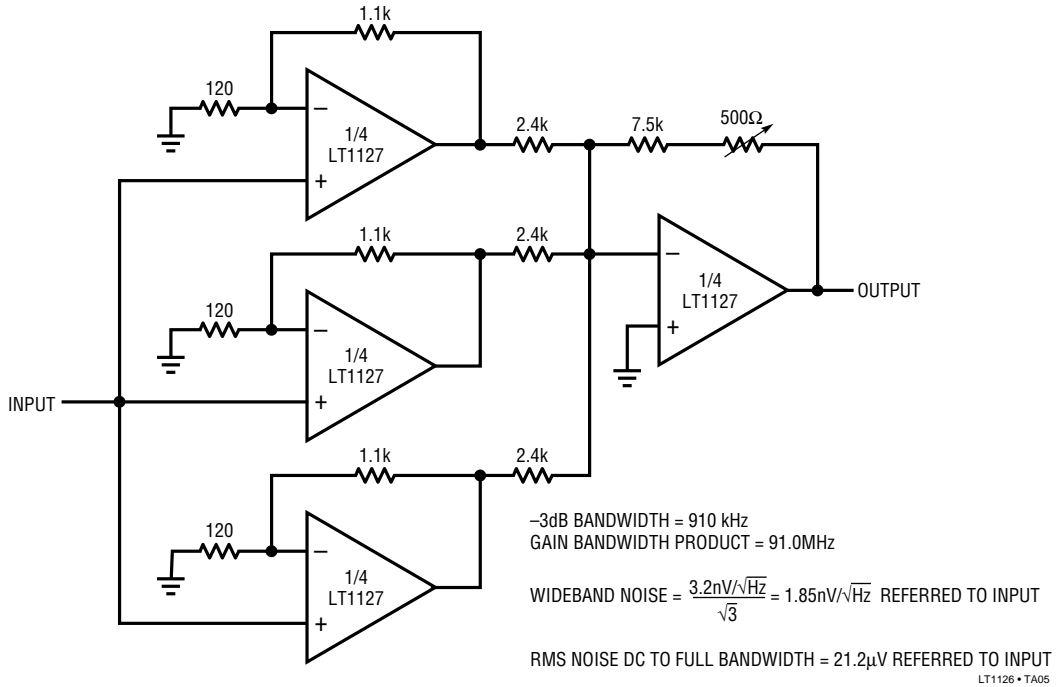 1.1k
120
−
1/4
LT1127
+
2.4k
7.5k
500Ω
1.1k
2.4k
120
−
1/4
LT1127
+
−
1/4
LT1127
+
OUTPUT
INPUT
1.1k
2.4k
120
−
1/4
LT1127
+
–3dB BANDWIDTH = 910 kHz
GAIN BANDWIDTH PRODUCT = 91.0MHz
WIDEBAND NOISE = 3.2nV/√Hz / √3 = 1.85nV/√Hz REFERRED TO INPUT
RMS NOISE DC TO FULL BANDWIDTH = 21.2µV REFERRED TO INPUT
LT1126 • TA05